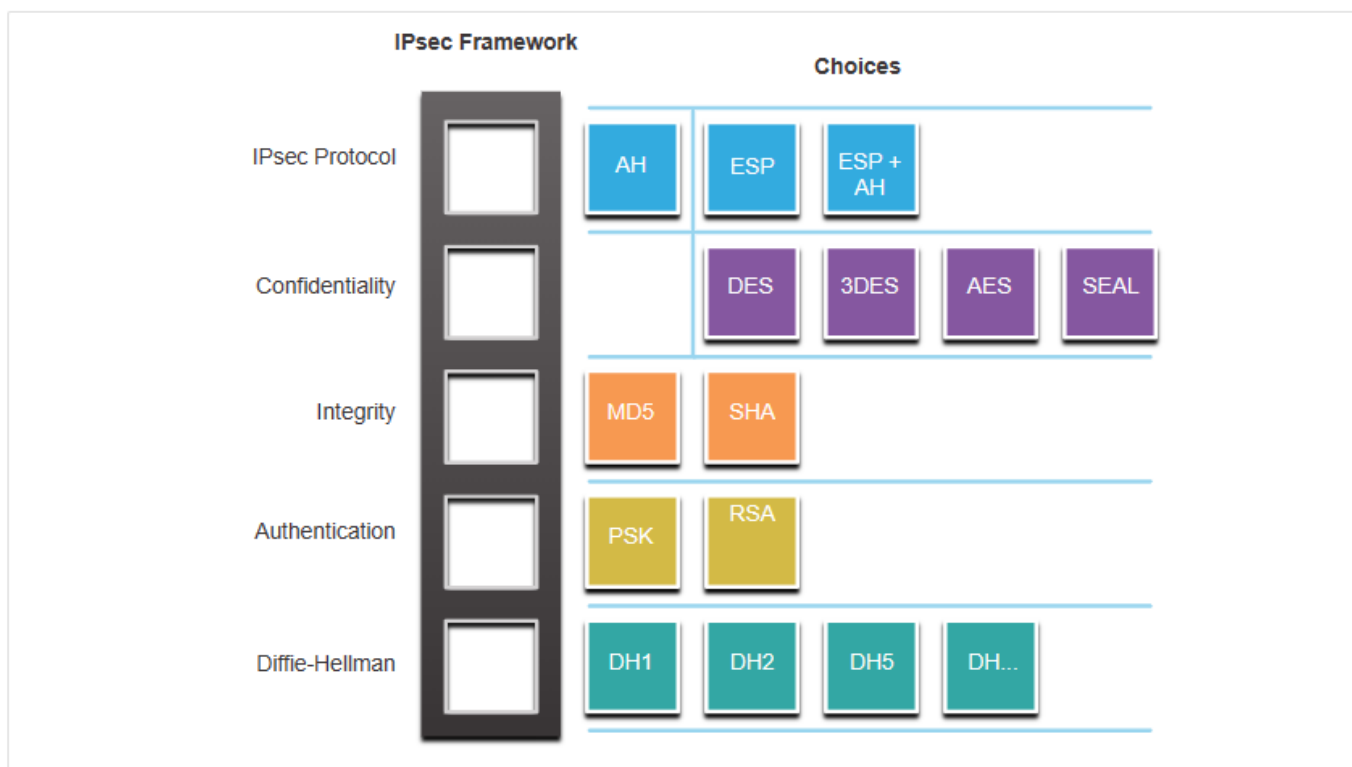 IPsec Framework
Choices
IPsec Protocol
AH
ESP
ESP +
AH
Confidentiality
DES
3DES
AES
SEAL
Integrity
MD5
SHA
Authentication
PSK
RSA
Diffie-Hellman
DH1
DH2
DH5
DH...